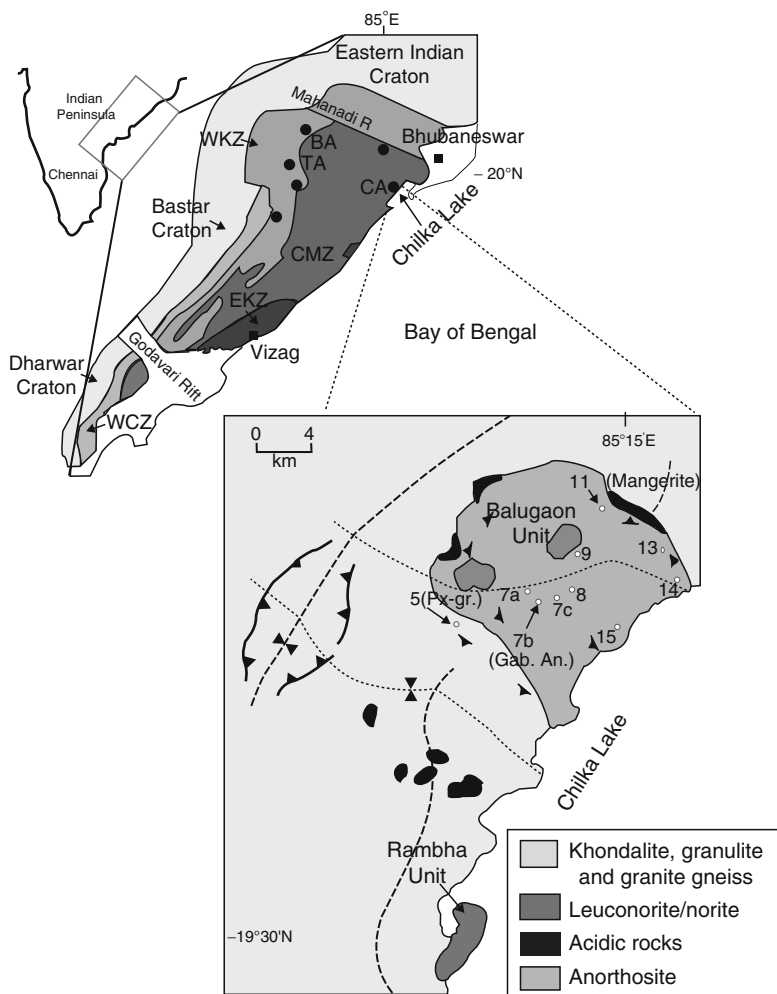 85°E
Eastern Indian
Craton
Indian
Peninsula
Mahanadi R
Bhubaneswar
WKZ
BA
TA
Chennai
– 20°N
CA
Bastar
Craton
Chilka Lake
CMZ
EKZ
Bay of Bengal
Vizag
Godavari Rift
Dharwar
Craton
WCZ
0 4
km
85°15'E
11
(Mangerite)
Balugaon
Unit
9
13
5(Px-gr.)
7a
8
14
7c
7b
15
(Gab. An.)
Chilka Lake
Rambha
Unit
–19°30'N
Khondalite, granulite
and granite gneiss
Leuconorite/norite
Acidic rocks
Anorthosite